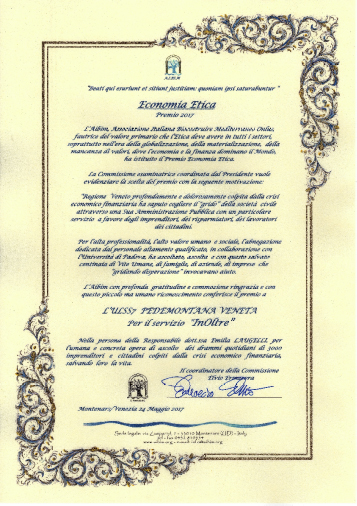 ALBIM
"Beati qui esuriunt et sitiunt justitiam: quoniam ipsi saturabuntur"
Economia Etica
Premio 2017
L'Albim, Associazione Italiana Bioscostruire Mediterraneo Onlus,
fautrice del valore primario che l'Etica deve avere in tutti i settori,
soprattutto nell'era della globalizzazione, della materializzazione, della
mancanza di valori, dove l'economia e la finanza dominano il Mondo,
ha istituito il Premio Economia Etica.
La Commissione esaminatrice coordinata dal Presidente vuole
evidenziare la scelta del premio con la seguente motivazione:
"Regione Veneto profondamente e dolorosamente colpita dalla crisi
economico finanziaria ha saputo cogliere il "grido" della società civile
attraverso una Sua Amministrazione Pubblica con un particolare
servizio a favore degli imprenditori, dei risparmiatori, dei lavoratori
dei cittadini.
Per l'alta professionalità, l'alto valore umano e sociale, l'abnegazione
dedicata dal personale altamente qualificato, in collaborazione con
l'Università di Padova, ha ascoltato, ascolta e con questo salvato
centinaia di Vite Umane, di famiglie, di aziende, di imprese che
"gridando disperazione" invocavano aiuto.
L'Albim con profonda gratitudine e commozione ringrazia e con
questo piccolo ma umano riconoscimento conferisce il premio a
L'ULSS7 PEDEMONTANA VENETA
Per il servizio "InOltre"
Nella persona della Responsabile dott.ssa Emilia LAUGELLI per
l'umana e concreta opera di ascolto dei drammi quotidiani di 3000
imprenditori e cittadini colpiti dalla crisi economico finanziaria,
salvando loro la vita.
Il coordinatore della Commissione
Montenars/Venezia 24 Maggio 2017